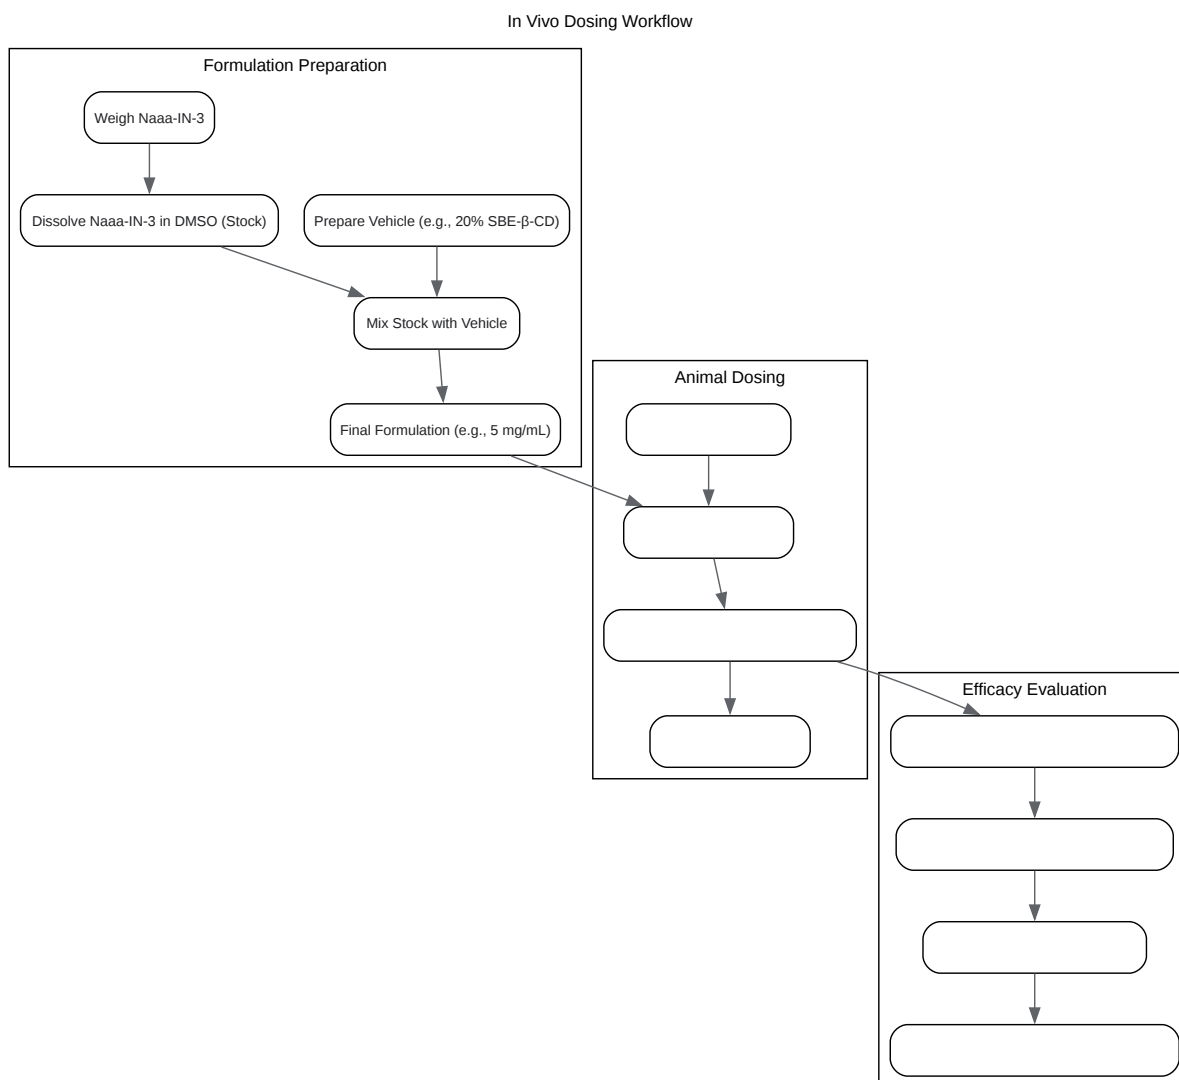 In Vivo Dosing Workflow
Formulation Preparation
Weigh Naaa-IN-3
Dissolve Naaa-IN-3 in DMSO (Stock)
Prepare Vehicle (e.g., 20% SBE-β-CD)
Mix Stock with Vehicle
Final Formulation (e.g., 5 mg/mL)
Animal Dosing
Efficacy Evaluation